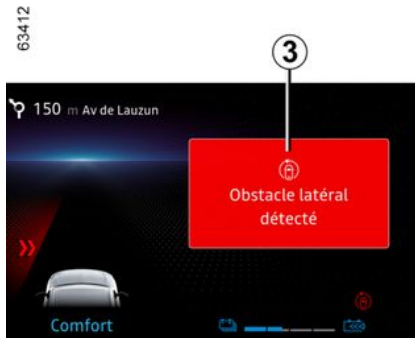 63412
3
150 m Av de Lauzun
Obstacle latéral
détecté
Comfort